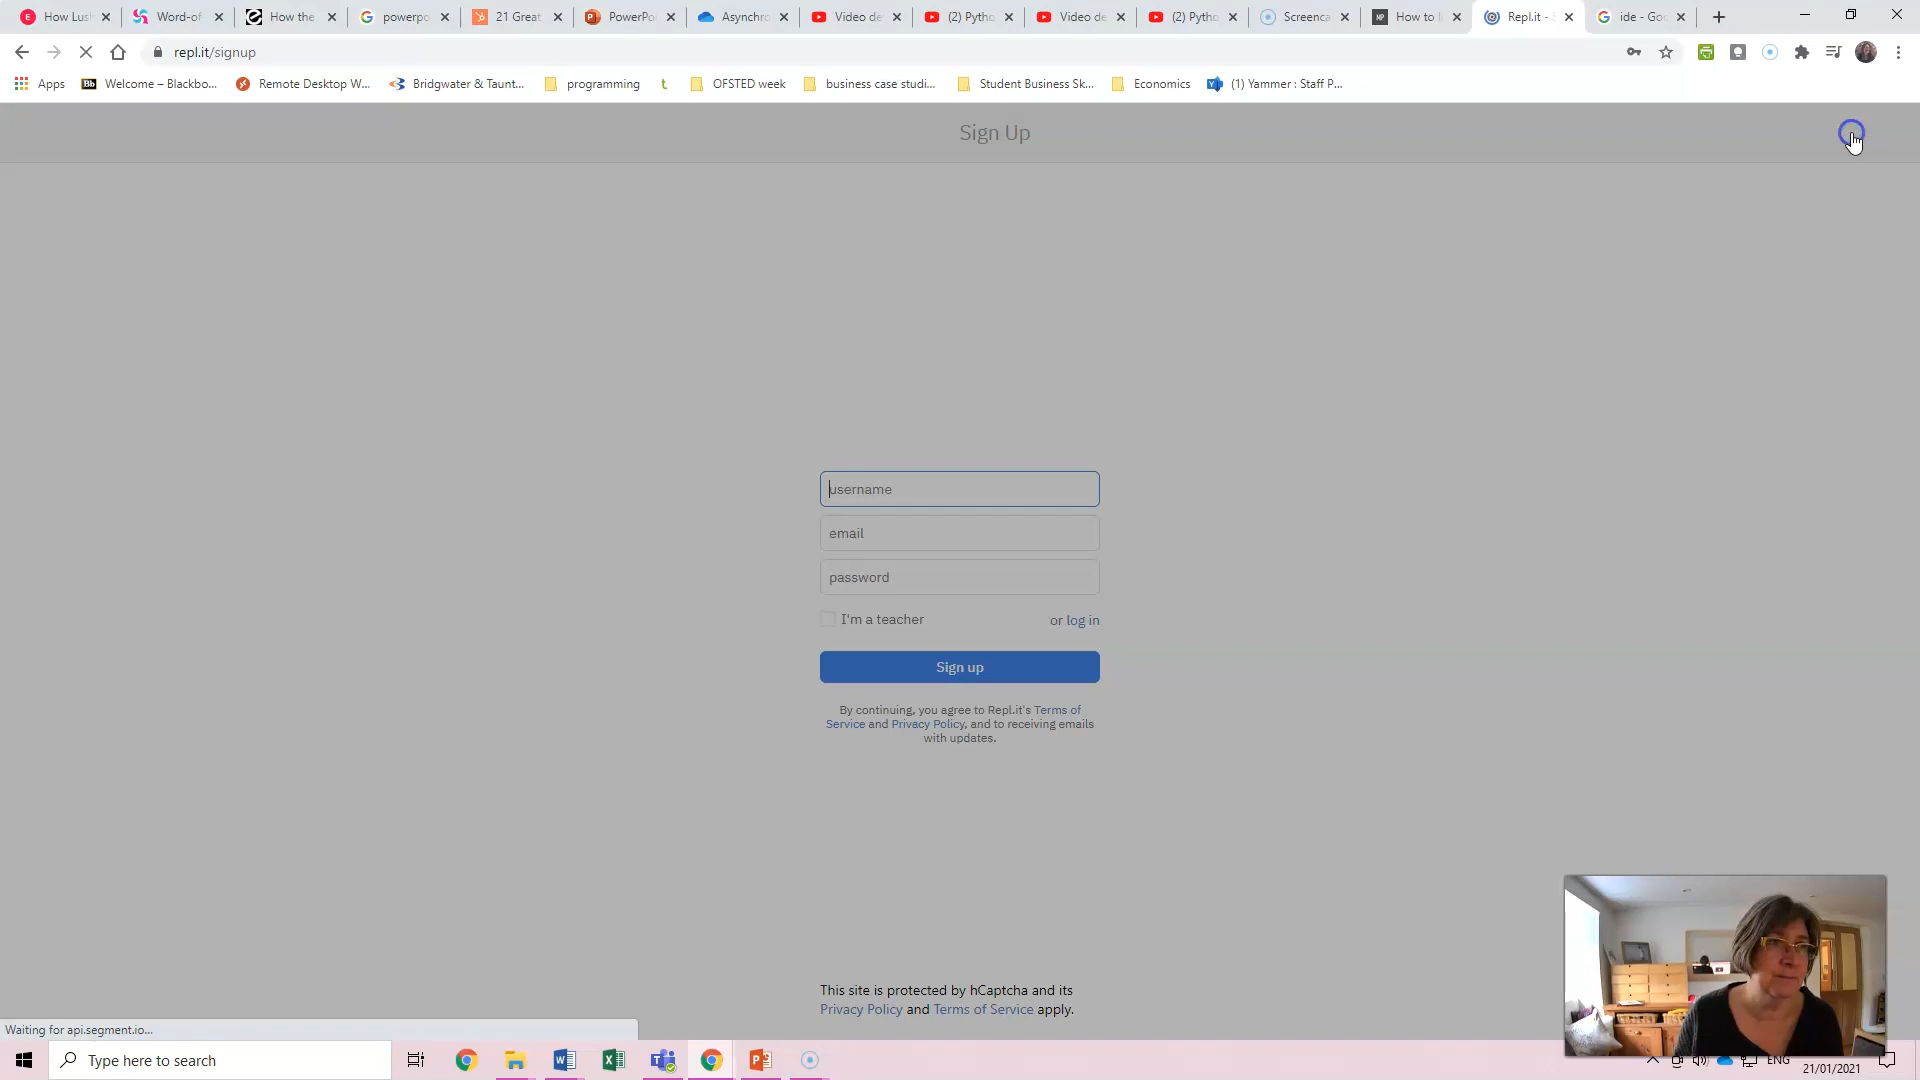 How Lush
Word-of
How the
powerpo
21 Great
PowerPo
Asynchro
Video de
(2) Pytho
Video de
(2) Pytho
Screenca
How to l
Repl.it -
ide - Goo
repl.it/signup
Apps
Welcome – Blackbo...
Remote Desktop W...
Bridgwater & Taunt...
programming
OFSTED week
business case studi...
Student Business Sk...
Economics
(1) Yammer : Staff P...
Sign Up
username
email
password
I'm a teacher
or log in
Sign up
By continuing, you agree to Repl.it's Terms of
Service and Privacy Policy, and to receiving emails
with updates.
This site is protected by hCaptcha and its
Privacy Policy and Terms of Service apply.
Waiting for api.segment.io...
Type here to search
ENG
21/01/2021